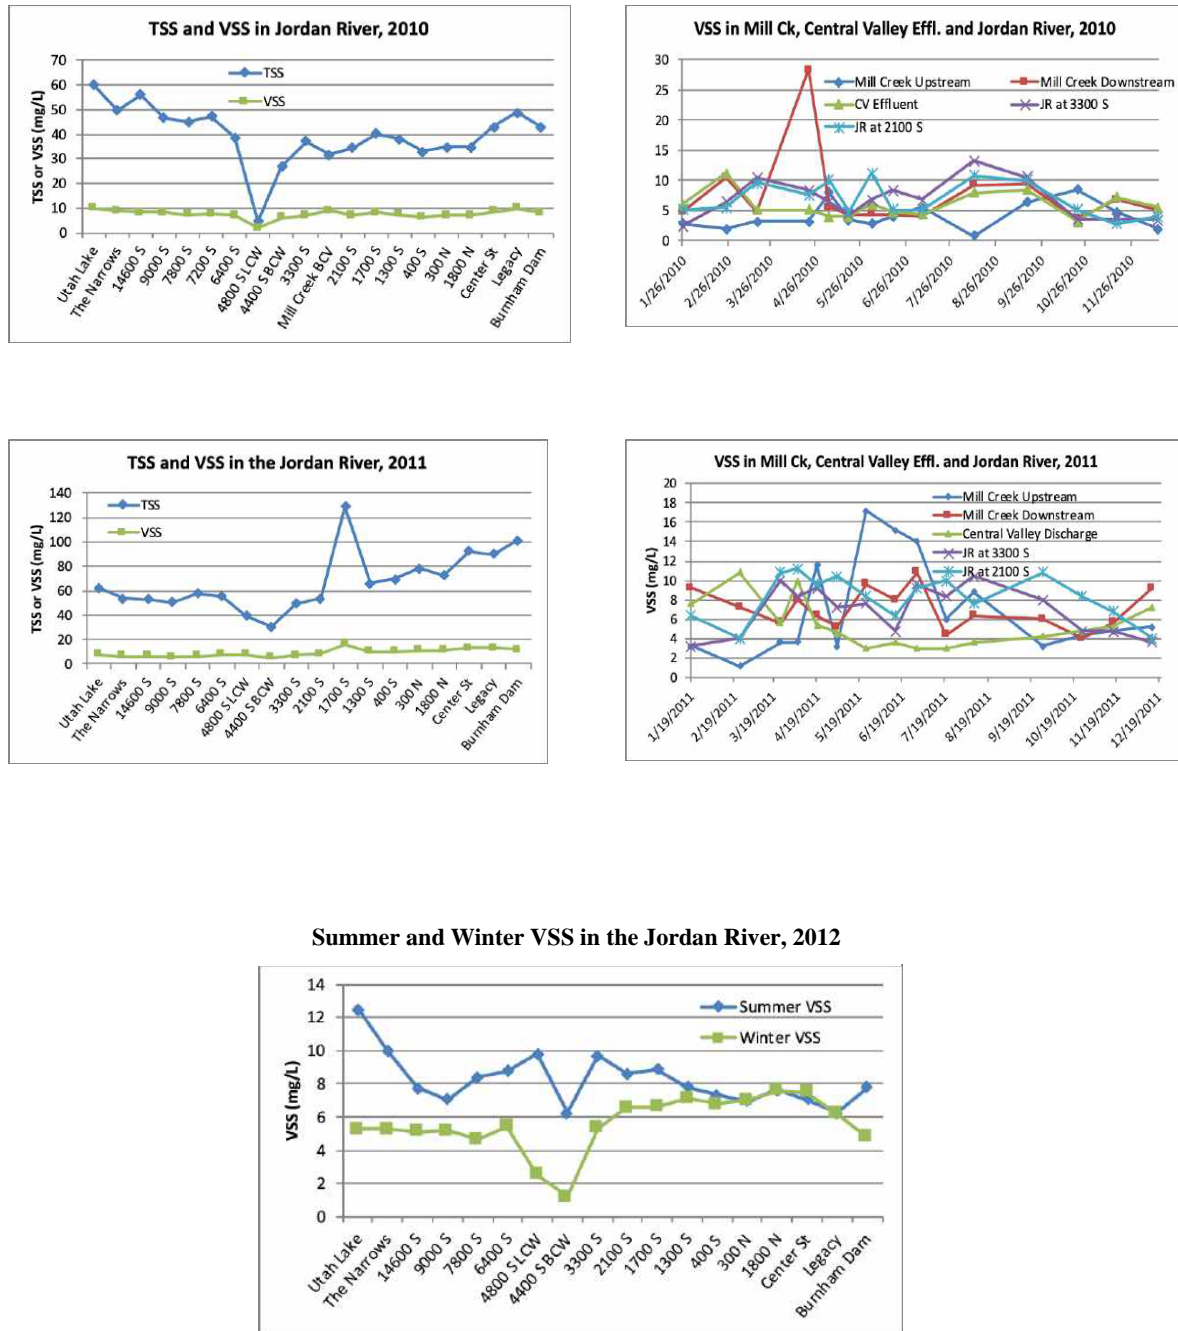 TSS and VSS in Jordan River, 2010
TSS or VSS (mg/L)
70
60
50
40
30
20
10
0
TSS
VSS
Utah Lake
The Narrows
14600 S
9000 S
7800 S
7200 S
6400 S
4800 S LCW
4400 S BCW
3300 S
Mill Creek BCV
2100 S
1700 S
1300 S
400 S
300 N
1800 N
Center St
Legacy
Burnham Dam
VSS in Mill Ck, Central Valley Effl. and Jordan River, 2010
30
25
20
15
10
5
0
Mill Creek Upstream
Mill Creek Downstream
CV Effluent
JR at 3300 S
JR at 2100 S
1/26/2010
2/26/2010
3/26/2010
4/26/2010
5/26/2010
6/26/2010
7/26/2010
8/26/2010
9/26/2010
10/26/2010
11/26/2010
TSS and VSS in the Jordan River, 2011
TSS or VSS (mg/L)
140
120
100
80
60
40
20
0
TSS
VSS
Utah Lake
The Narrows
14600 S
9000 S
7800 S
6400 S
4800 S LCW
4400 S BCW
3300 S
2100 S
1700 S
1300 S
400 S
300 N
1800 N
Center St
Legacy
Burnham Dam
VSS in Mill Ck, Central Valley Effl. and Jordan River, 2011
VSS (mg/L)
20
18
16
14
12
10
8
6
4
2
0
Mill Creek Upstream
Mill Creek Downstream
Central Valley Discharge
JR at 3300 S
JR at 2100 S
1/19/2011
2/19/2011
3/19/2011
4/19/2011
5/19/2011
6/19/2011
7/19/2011
8/19/2011
9/19/2011
10/19/2011
11/19/2011
12/19/2011
Summer and Winter VSS in the Jordan River, 2012
VSS (mg/L)
14
12
10
8
6
4
2
0
Summer VSS
Winter VSS
Utah Lake
The Narrows
14600 S
9000 S
7800 S
6400 S
4800 S LCW
4400 S BCW
3300 S
2100 S
1700 S
1300 S
400 S
300 N
1800 N
Center St
Legacy
Burnham Dam